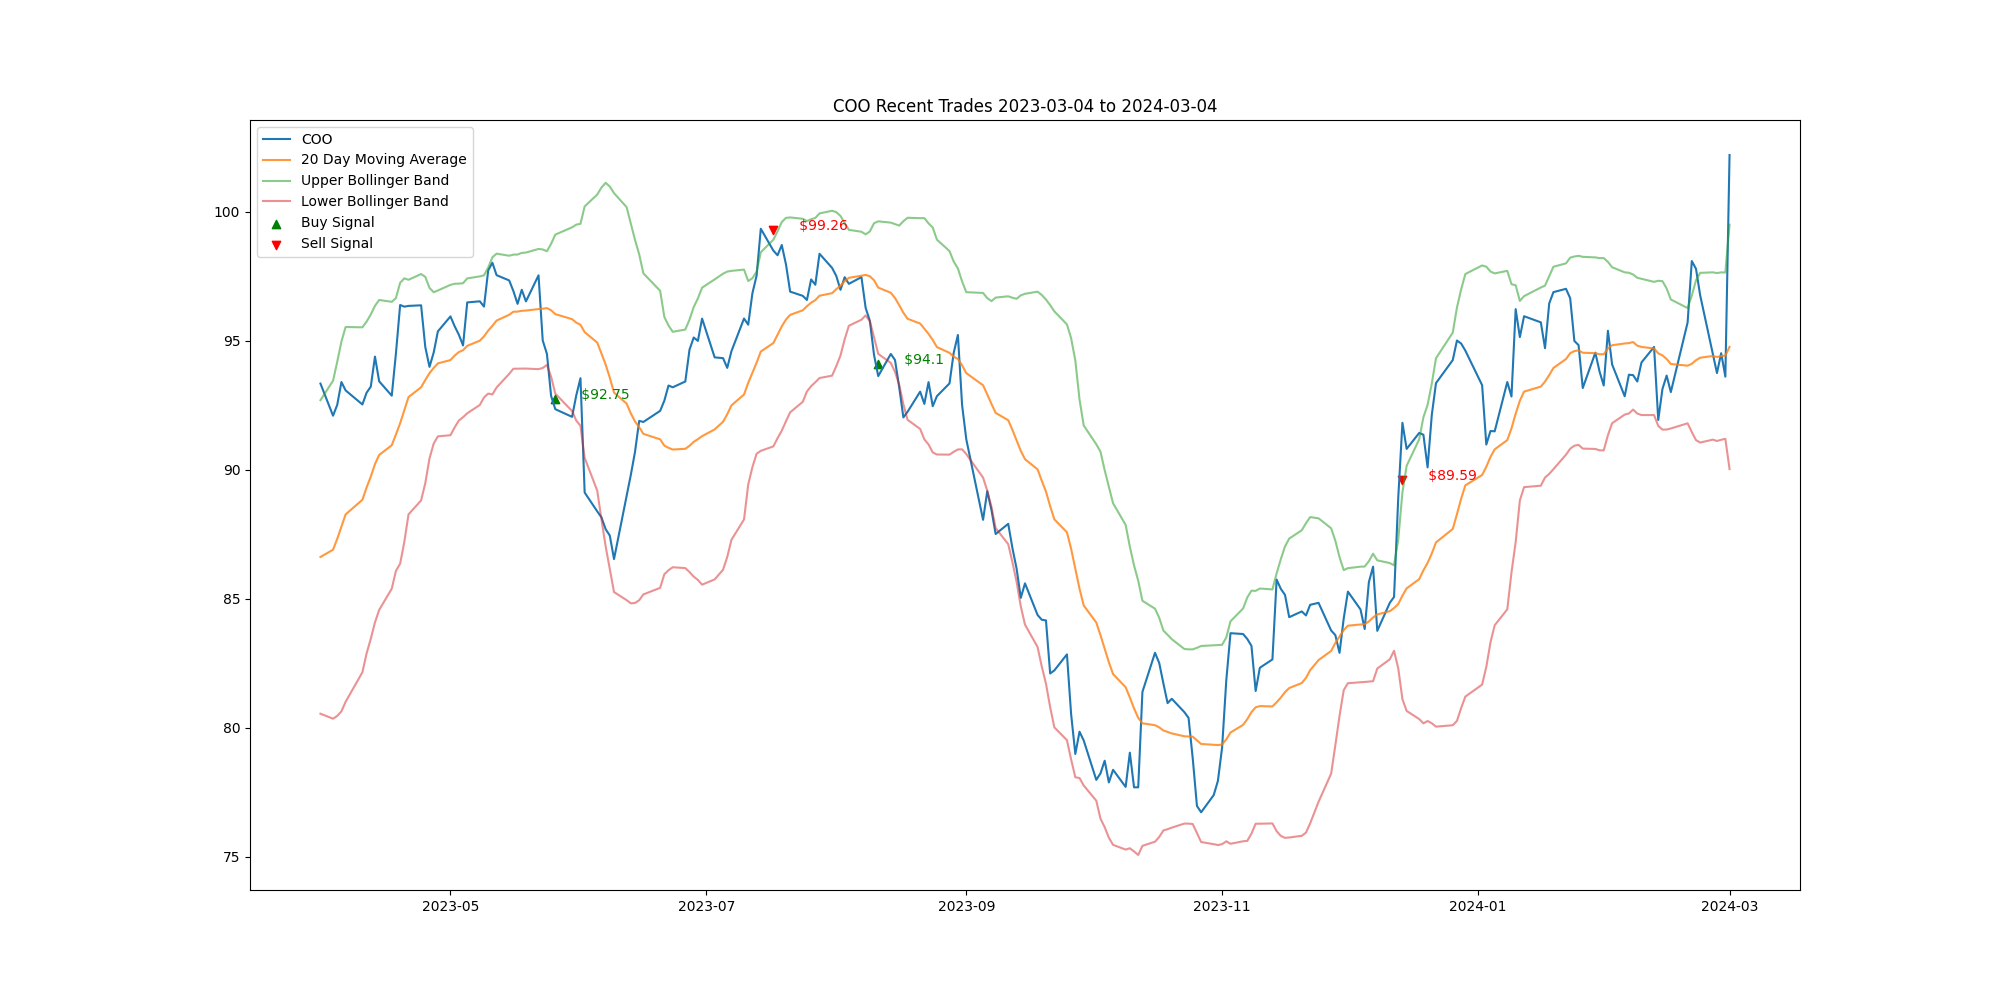 COO Recent Trades 2023-03-04 to 2024-03-04
COO
20 Day Moving Average
Upper Bollinger Band
Lower Bollinger Band
Buy Signal
Sell Signal
100
95
90
85
80
75
$99.26
$94.1
$92.75
$89.59
2023-05
2023-07
2023-09
2023-11
2024-01
2024-03